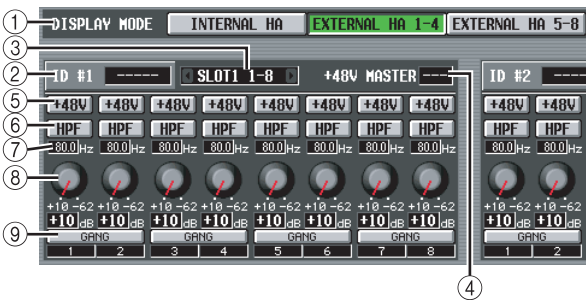 ① DISPLAY MODE INTERNAL HA EXTERNAL HA 1-4 EXTERNAL HA 5-8
③
② ID #1 ----- SLOT1 1-8 +48V MASTER --- ID #2 ----
⑤ +48V +48V +48V +48V +48V +48V +48V +48V +48V +48V
⑥ HPF HPF HPF HPF HPF HPF HPF HPF HPF HPF
⑦ 80.0 Hz 80.0 Hz 80.0 Hz 80.0 Hz 80.0 Hz 80.0 Hz 80.0 Hz 80.0 Hz 80.0 Hz 80.0 Hz
⑧
+10 -62 +10 -62 +10 -62 +10 -62 +10 -62 +10 -62 +10 -62 +10 -62 +10 -62 +10 -62
+10 dB +10 dB +10 dB +10 dB +10 dB +10 dB +10 dB +10 dB +10 dB +10 dB
⑨ GANG GANG GANG GANG GANG
1 2 3 4 5 6 7 8 1 2
④